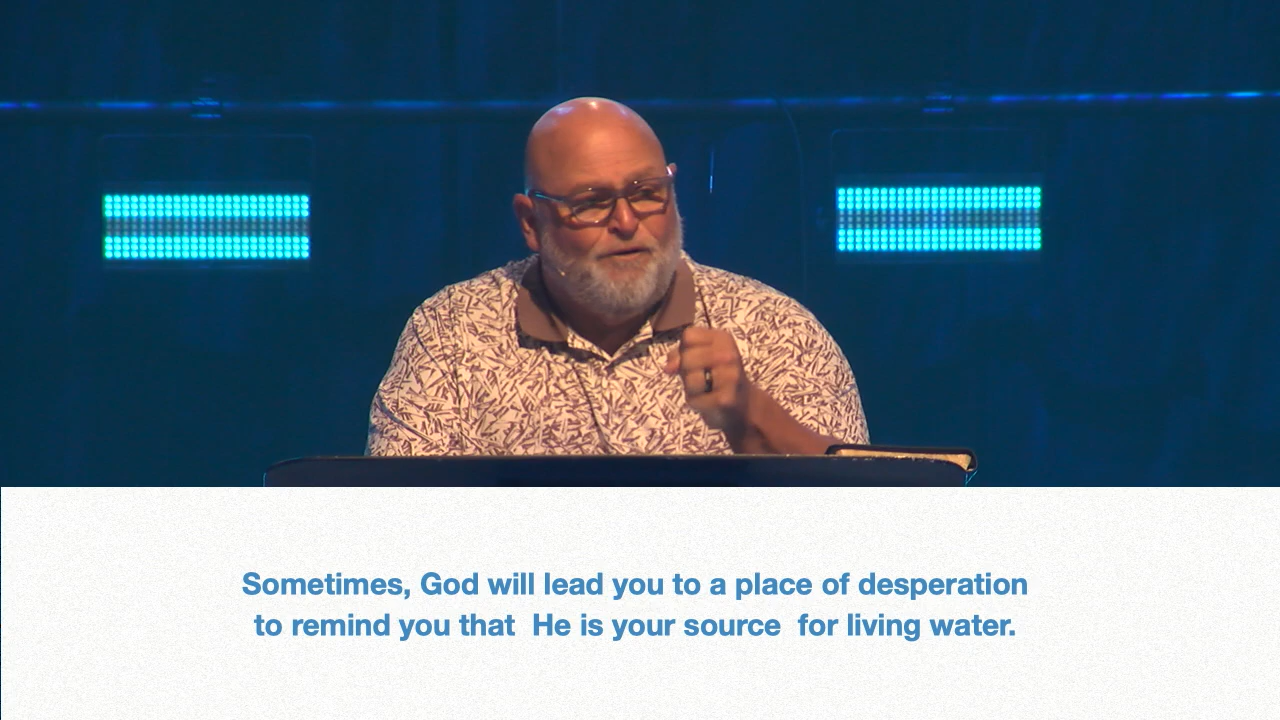 Sometimes, God will lead you to a place of desperation
to remind you that  He is your source  for living water.